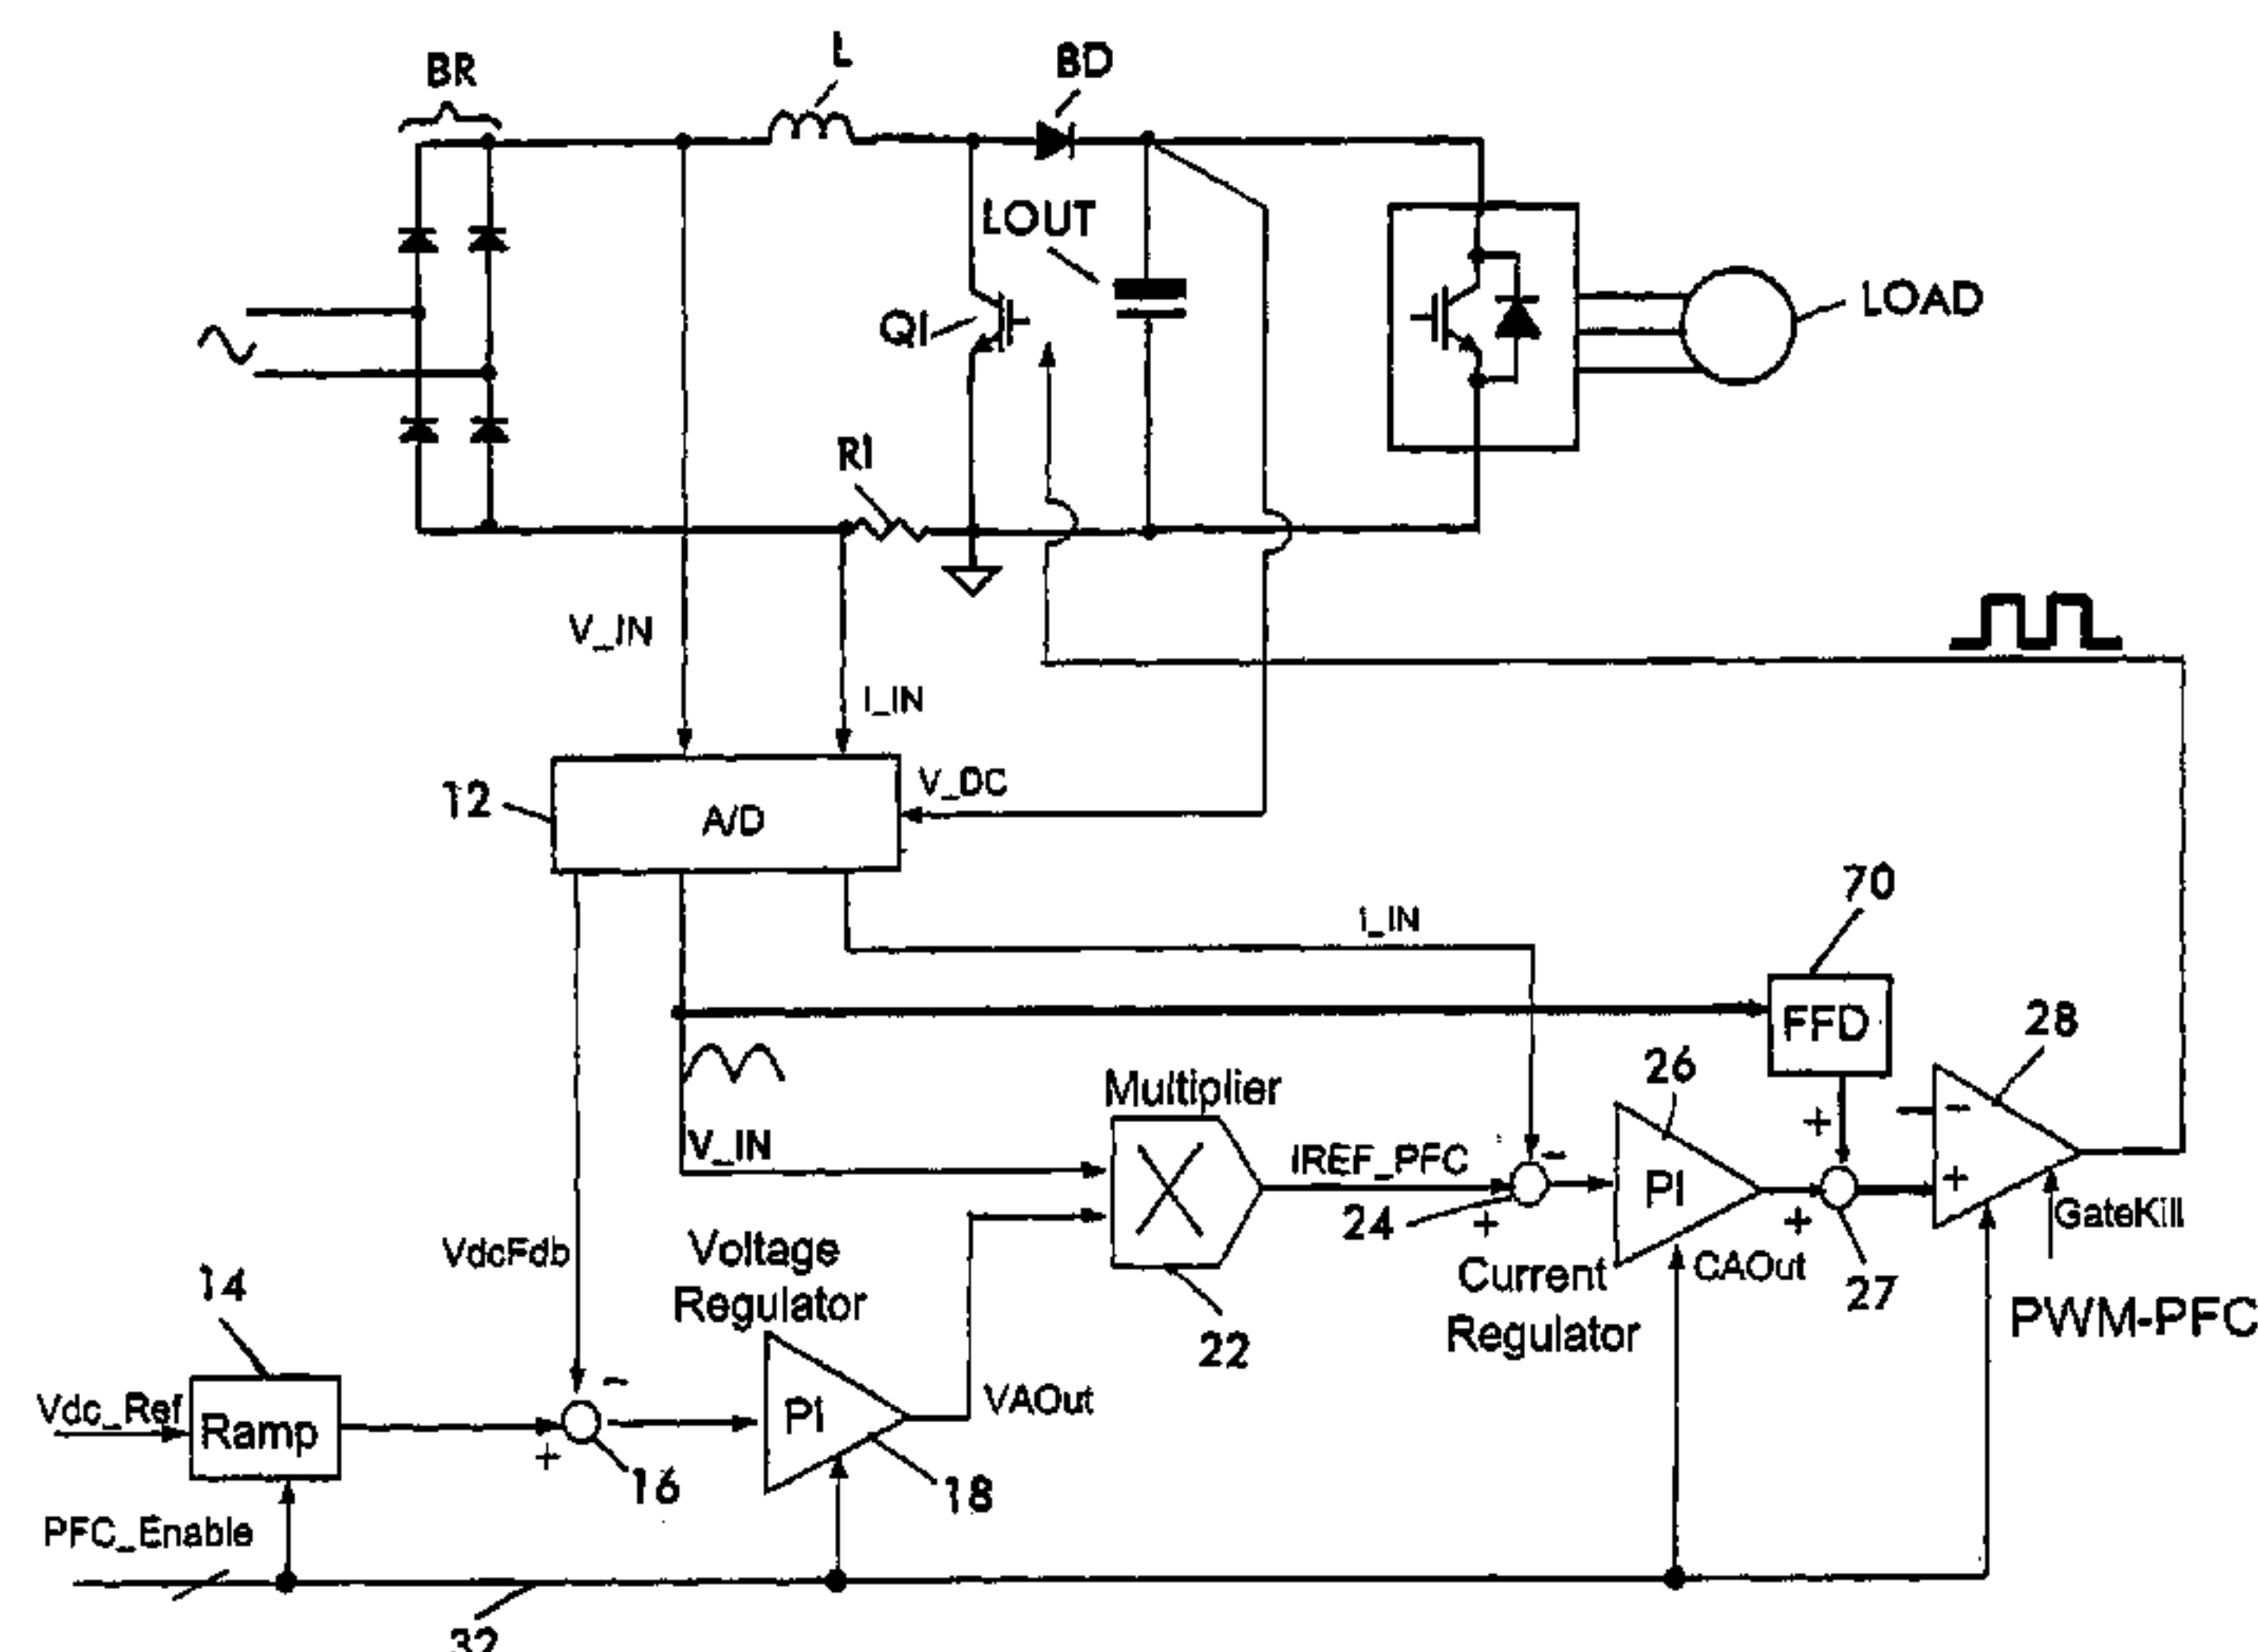 BR
L
BD
LOUT
Q1
LOAD
R1
V_IN
I_IN
V_DC
12
A/D
70
I_IN
FFD
28
26
Multiplier
-
+
V_IN
IREF_PFC
-
PI
+
24
+
+
GateKill
VdcFdb
Voltage
Regulator
Current
Regulator
CAOut
27
PWM-PFC
14
22
Vdc_Ref
Ramp
-
+
16
PI
VAOut
18
PFC_Enable
32